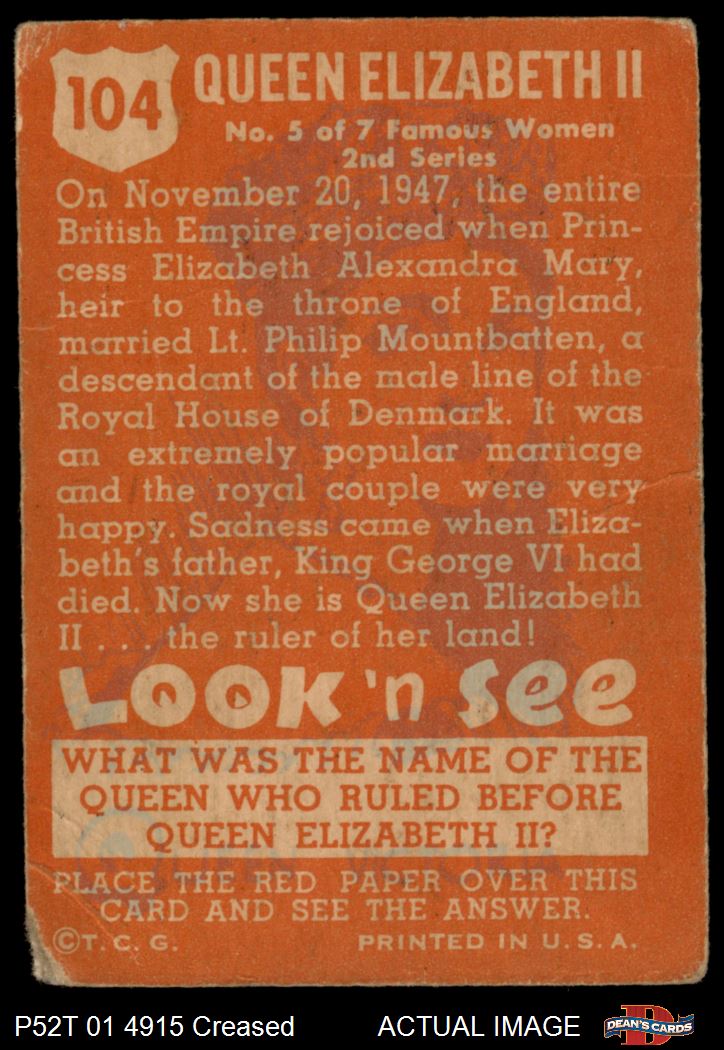 104
QUEEN ELIZABETH II
No. 5 of 7 Famous Women
2nd Series
On November 20, 1947, the entire
British Empire rejoiced when Prin-
cess Elizabeth Alexandra Mary,
heir to the throne of England,
married Lt. Philip Mountbatten, a
descendant of the male line of the
Royal House of Denmark. It was
an extremely popular marriage
and the royal couple were very
happy. Sadness came when Eliza-
beth's father, King George VI had
died. Now she is Queen Elizabeth
II . . . the ruler of her land!
LOOK 'n See
WHAT WAS THE NAME OF THE
QUEEN WHO RULED BEFORE
QUEEN ELIZABETH II?
PLACE THE RED PAPER OVER THIS
CARD AND SEE THE ANSWER.
©T. C. G. PRINTED IN U. S. A.
P52T 01 4915 Creased ACTUAL IMAGE
DEAN'S CARDS